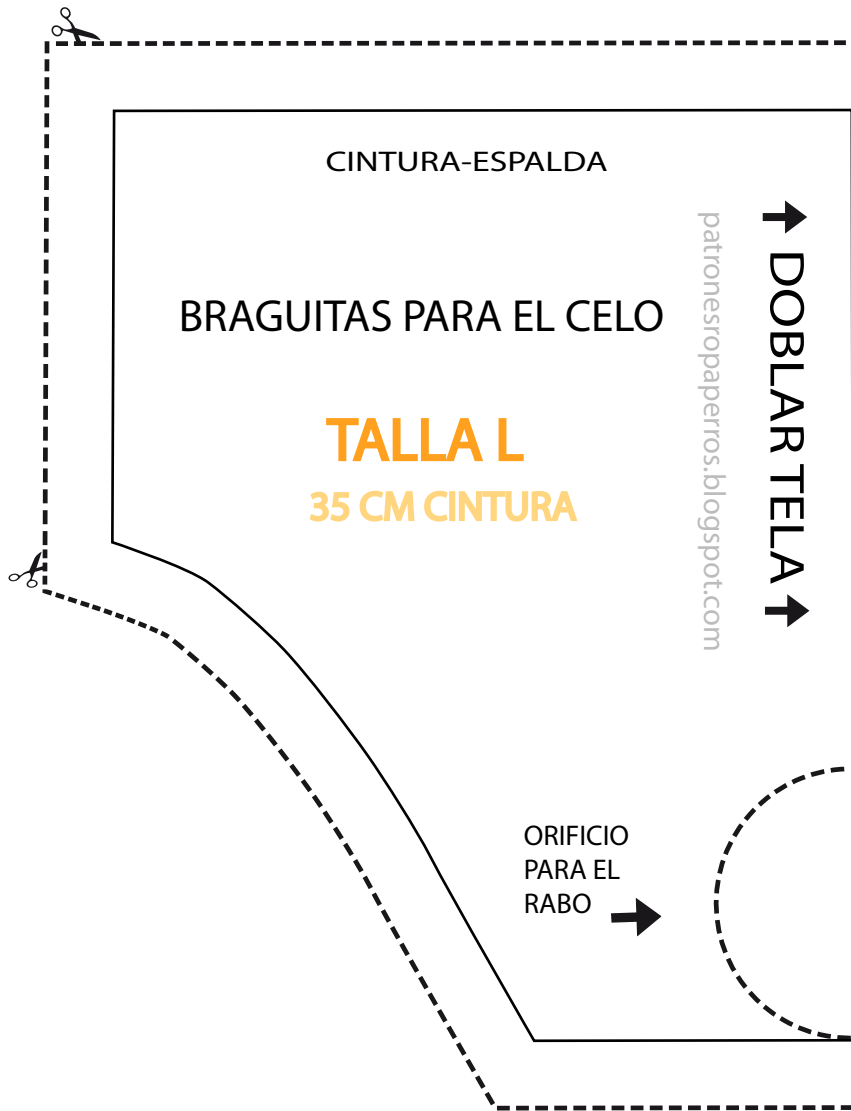 CINTURA-ESPALDA
BRAGUITAS PARA EL CELO
TALLA L
35 CM CINTURA
patronesropaperros.blogspot.com
DOBLAR TELA
ORIFICIO
PARA EL
RABO